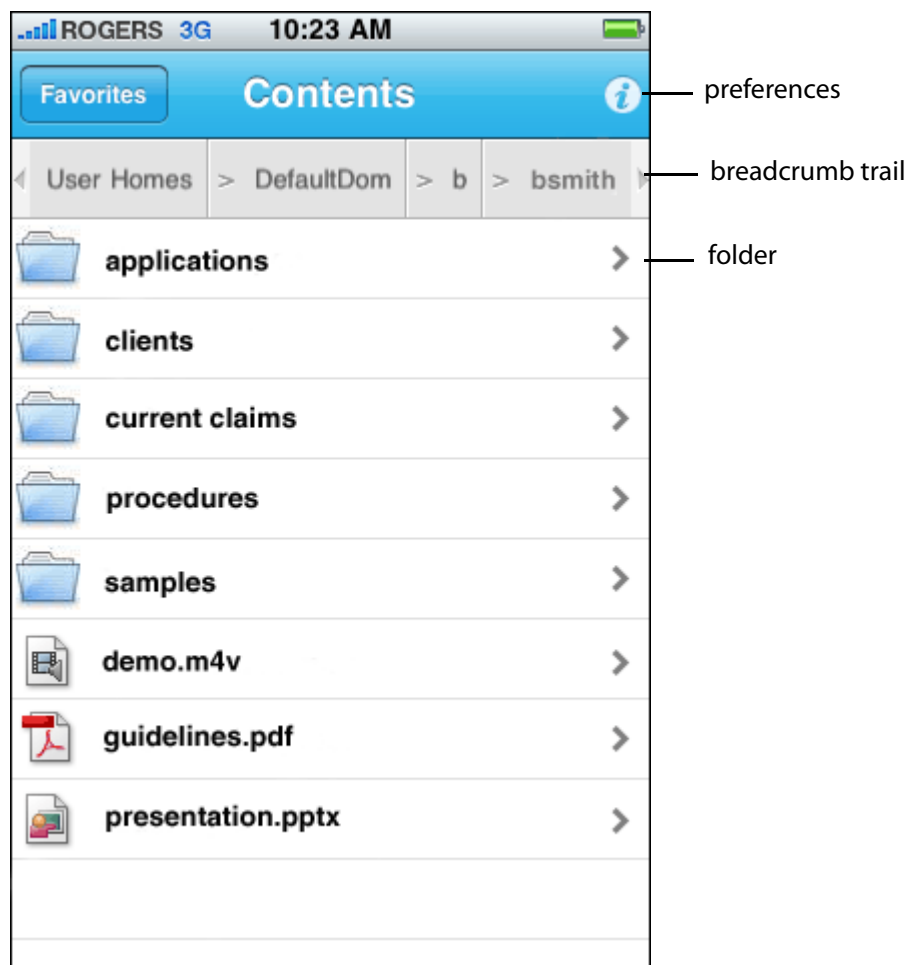 ROGERS 3G 10:23 AM
Favorites Contents i preferences
User Homes > DefaultDom > b > bsmith breadcrumb trail
applications folder
clients
current claims
procedures
samples
demo.m4v
guidelines.pdf
presentation.pptx